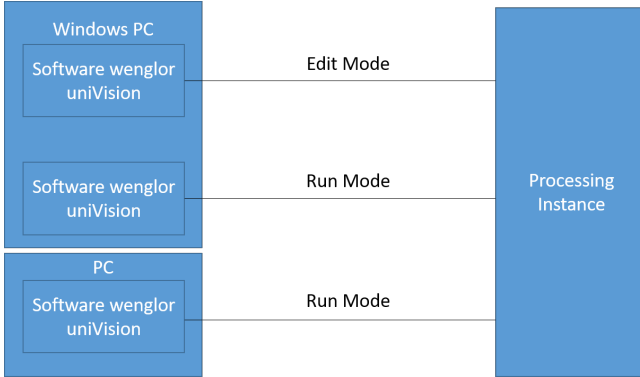 Windows PC
Software wenglor
uniVision
Edit Mode
Software wenglor
uniVision
Run Mode
Processing
Instance
PC
Software wenglor
uniVision
Run Mode